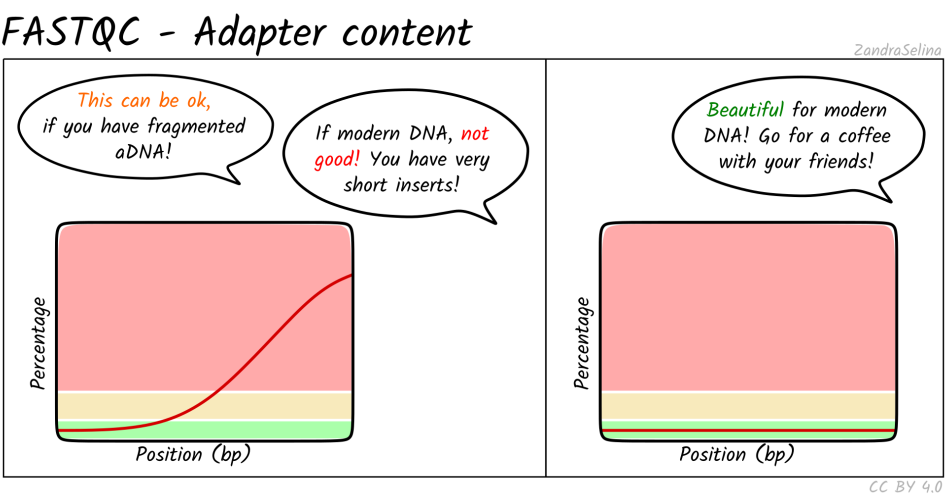 FASTQC - Adapter content
ZandraSelina
This can be ok,
if you have fragmented
aDNA!
If modern DNA, not
good! You have very
short inserts!
Percentage
Position (bp)
Beautiful for modern
DNA! Go for a coffee
with your friends!
Percentage
Position (bp)
CC BY 4.0